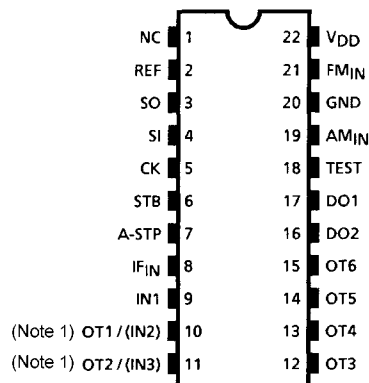 NC 1 22 VDD
REF 2 21 FMIN
SO 3 20 GND
SI 4 19 AMIN
CK 5 18 TEST
STB 6 17 DO1
A-STP 7 16 DO2
IFIN 8 15 OT6
IN1 9 14 OT5
(Note 1) OT1/(IN2) 10 13 OT4
(Note 1) OT2/(IN3) 11 12 OT3